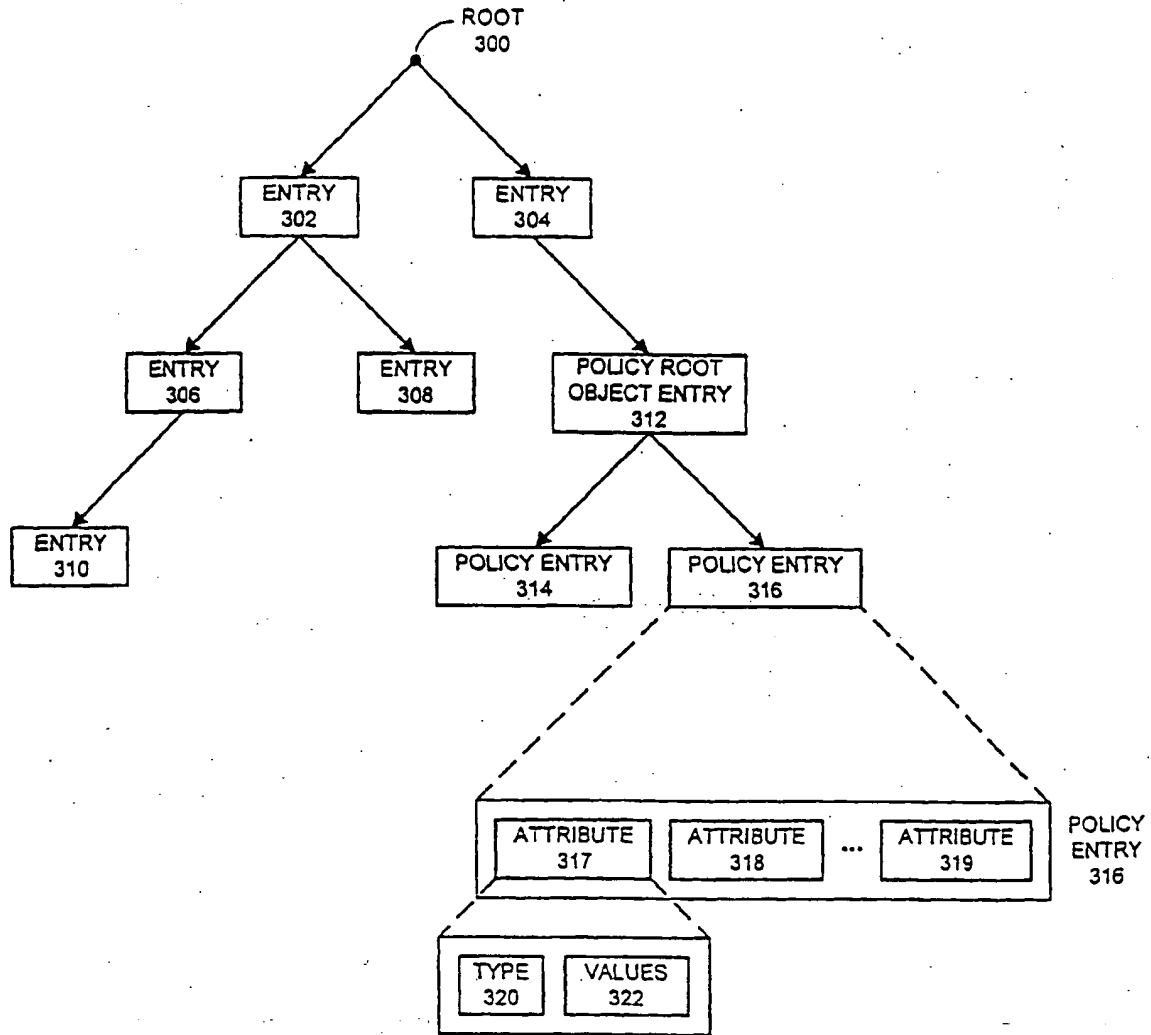 ROOT
300
ENTRY
302
ENTRY
304
ENTRY
306
ENTRY
308
POLICY ROOT
OBJECT ENTRY
312
ENTRY
310
POLICY ENTRY
314
POLICY ENTRY
316
ATTRIBUTE
317
ATTRIBUTE
318
...
ATTRIBUTE
319
POLICY
ENTRY
316
TYPE
320
VALUES
322